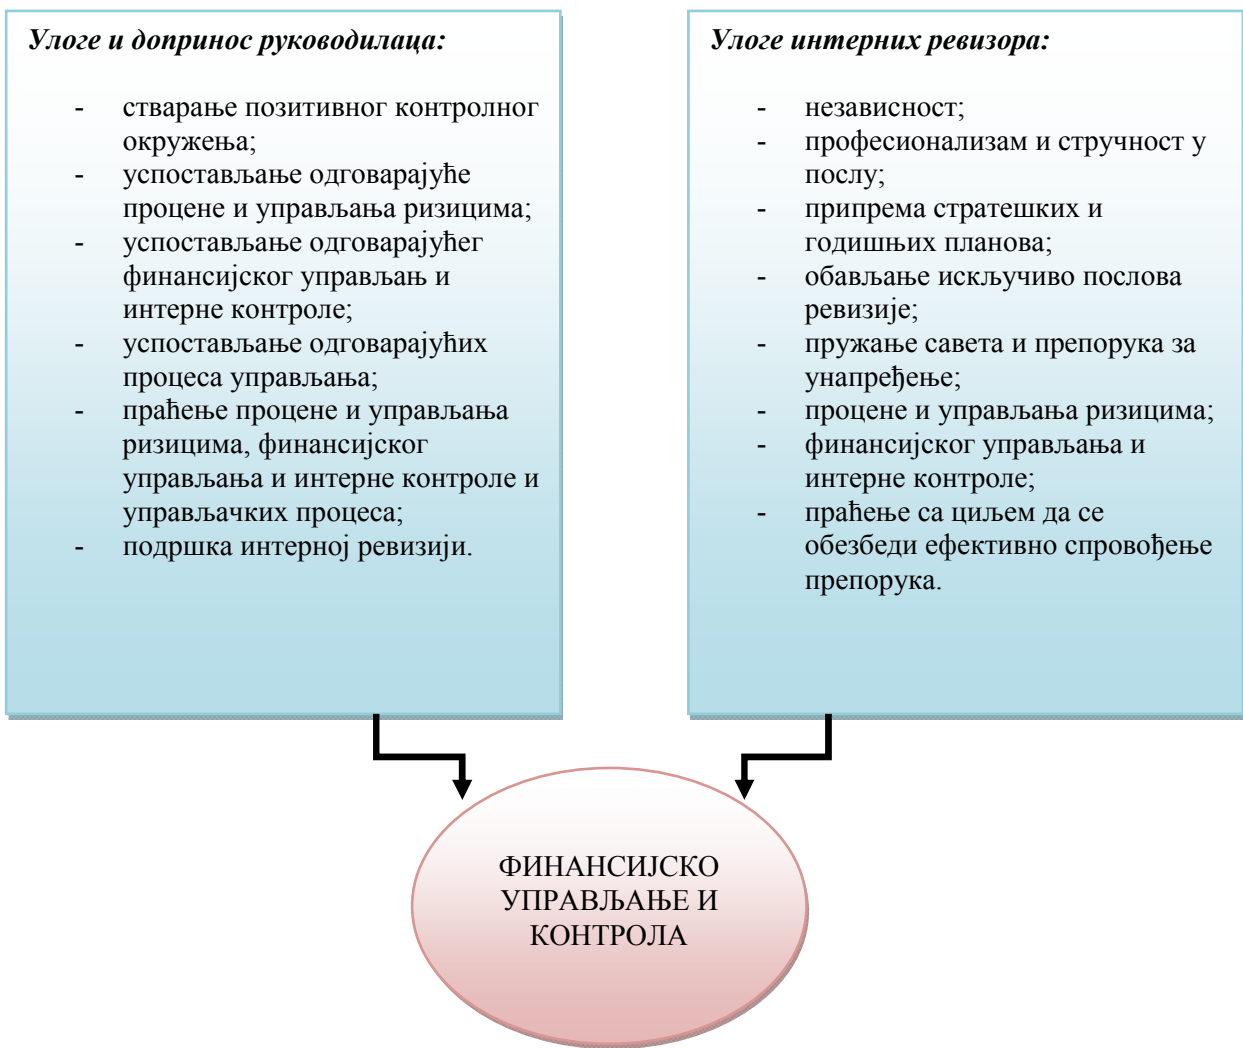 Улоге и допринос руководилаца:
- стварање позитивног контролног
окружења;
- успостављање одговарајуће
процене и управљања ризицима;
- успостављање одговарајућег
финансијског управљањ и
интерне контроле;
- успостављање одговарајућих
процеса управљања;
- праћење процене и управљања
ризицима, финансијског
управљања и интерне контроле и
управљачких процеса;
- подршка интерној ревизији.
Улоге интерних ревизора:
- независност;
- професионализам и стручност у
послу;
- припрема стратешких и
годишњих планова;
- обављање искључиво послова
ревизије;
- пружање савета и препорука за
унапређење;
- процене и управљања ризицима;
- финансијског управљања и
интерне контроле;
- праћење са циљем да се
обезбеди ефективно спровођење
препорука.
ФИНАНСИЈСКО
УПРАВЉАЊЕ И
КОНТРОЛА